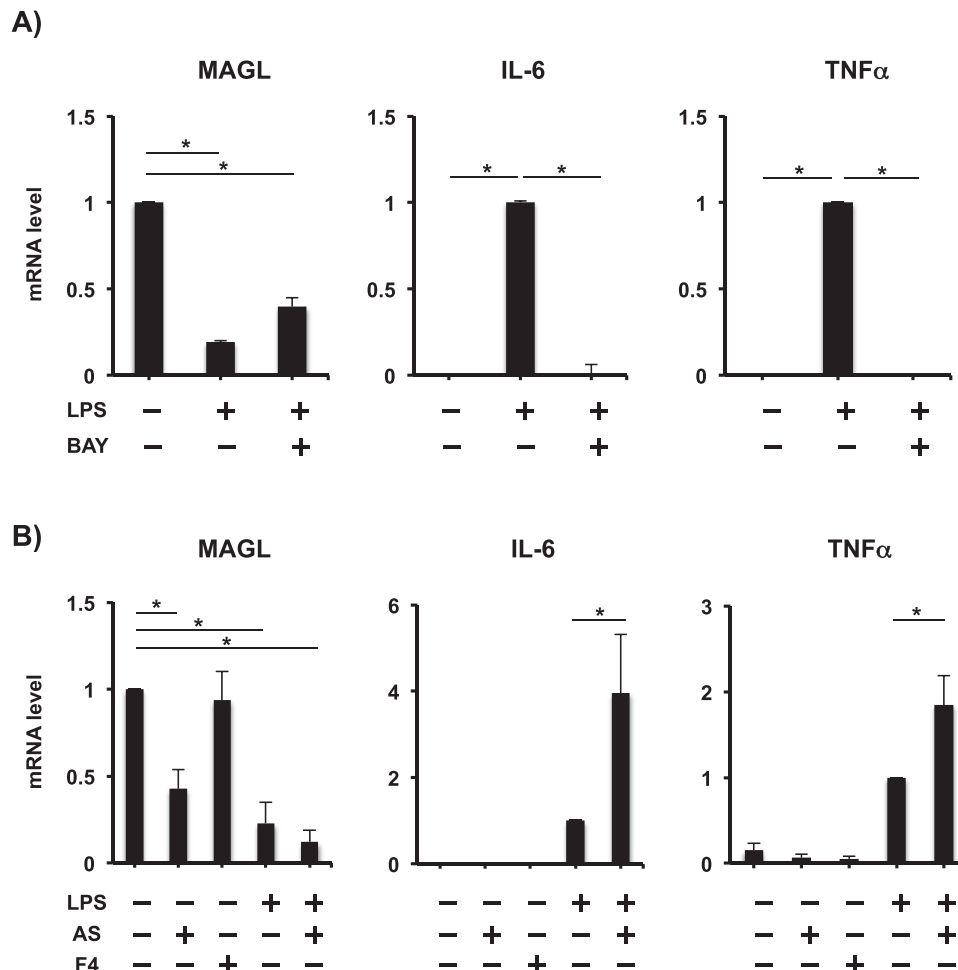 A)
MAGL IL-6 TNFα
mRNA level
1.5 1.5 1.5
* * * * * *
1 1 1
0.5 0.5 0.5
0 0 0
LPS − + + − + + − + +
BAY − − + − − + − − +
B)
MAGL IL-6 TNFα
mRNA level
1.5 6 3
* * * * *
1 4 2
0.5 2 1
0 0 0
LPS − − − + + − − − + + − − − + +
AS − + − − + − + − − + − + − − +
F4 − − + − − − − + − − − − + − −